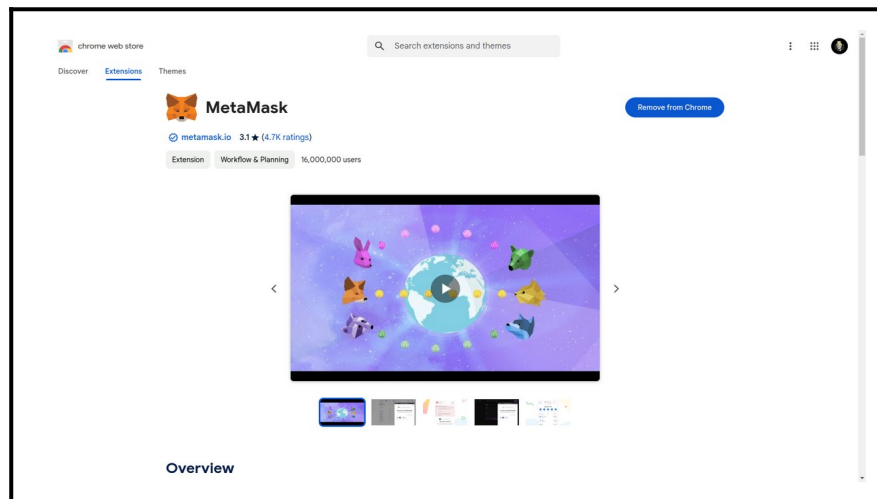 chrome web store
Search extensions and themes
Discover Extensions Themes
MetaMask
Remove from Chrome
metamask.io 3.1 ★ (4.7K ratings)
Extension Workflow & Planning 16,000,000 users
Overview